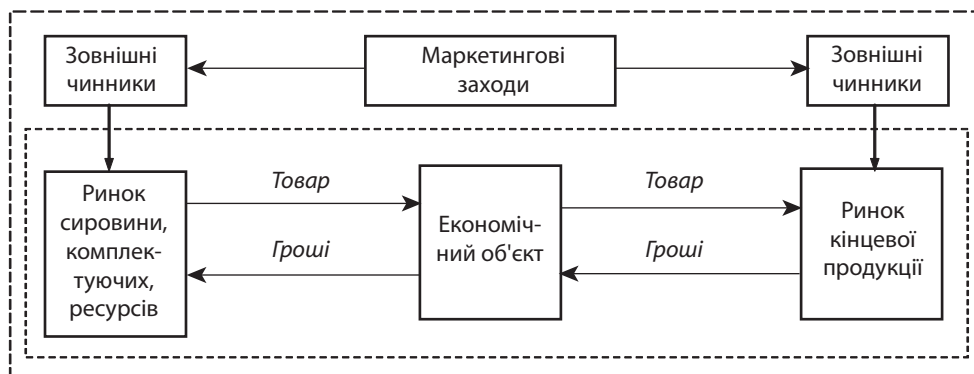 Зовнішні
чинники
Маркетингові
заходи
Зовнішні
чинники
Ринок
сировини,
комплек-
туючих,
ресурсів
Товар
Гроші
Економіч-
ний об'єкт
Товар
Гроші
Ринок
кінцевої
продукції